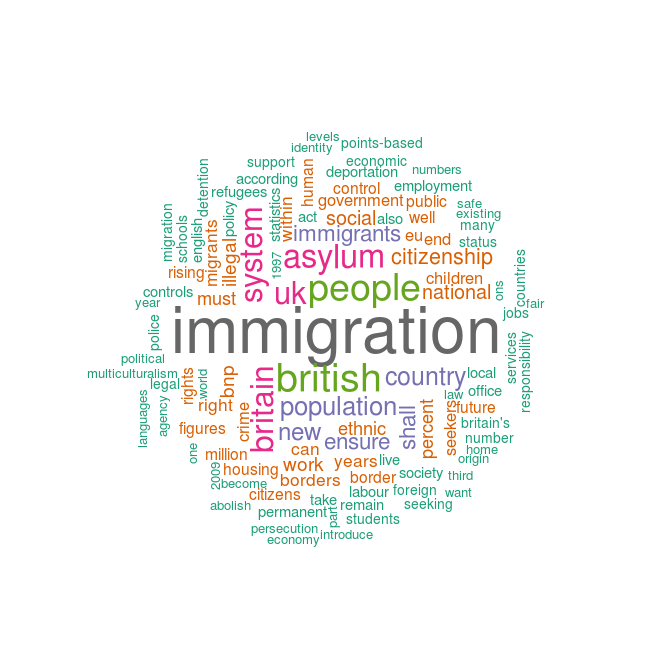 levels
identity
points-based
support
economic
according
deportation
numbers
refugees
human
control
employment
detention
statistics
within
government
public
safe
policy
act
social
also
well
existing
many
migration
schools
english
migrants
illegal
system
immigrants
eu
end
status
1997
asylum
citizenship
rising
children
countries
controls
must
uk
people
national
ons
year
fair
jobs
immigration
police
services
responsibility
political
multiculturalism
legal
world
rights
bnp
britain
british
country
local
office
law
languages
agency
right
crime
population
shall
percent
seekers
future
britain's
figures
new
ensure
ethnic
number
one
million
can
home
origin
2009
housing
work
years
live
society
third
become
borders
border
citizens
labour
foreign
want
abolish
take
part
remain
seeking
permanent
students
persecution
economy
introduce